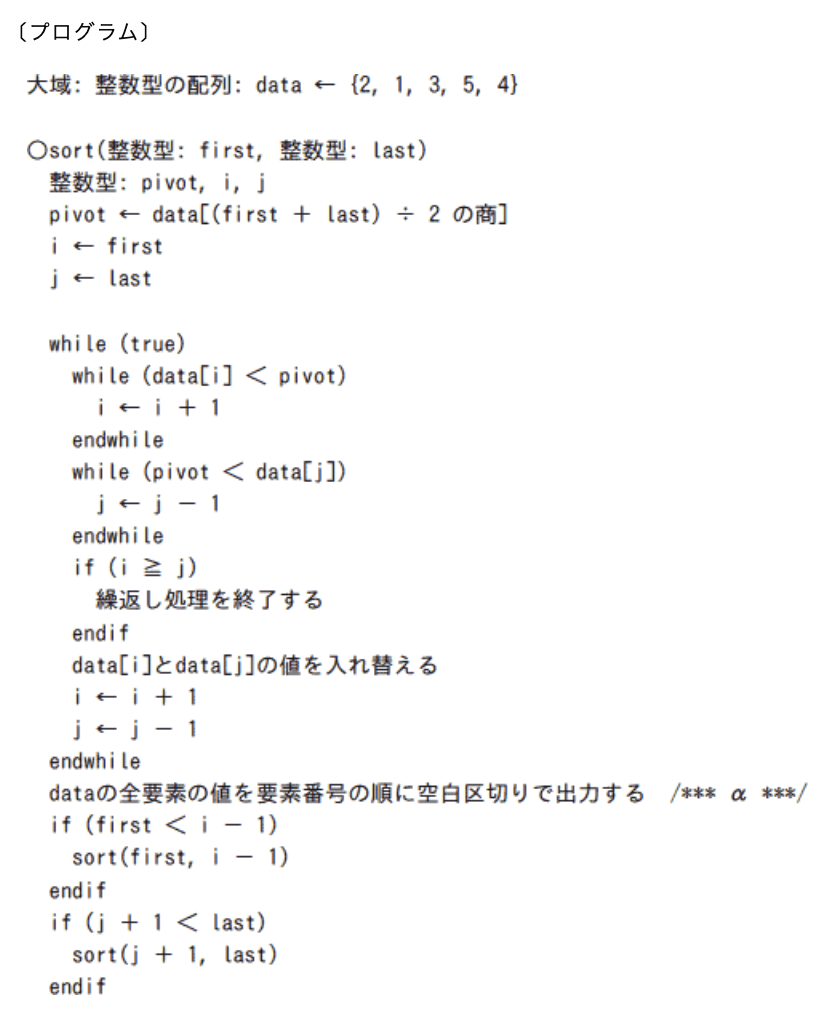 〔プログラム〕
大域: 整数型の配列: data ← {2, 1, 3, 5, 4}
○sort(整数型: first, 整数型: last)
整数型: pivot, i, j
pivot ← data[(first + last) ÷ 2 の商]
i ← first
j ← last
while (true)
while (data[i] < pivot)
i ← i + 1
endwhile
while (pivot < data[j])
j ← j − 1
endwhile
if (i ≧ j)
繰返し処理を終了する
endif
data[i]とdata[j]の値を入れ替える
i ← i + 1
j ← j − 1
endwhile
dataの全要素の値を要素番号の順に空白区切りで出力する /*** α ***/
if (first < i − 1)
sort(first, i − 1)
endif
if (j + 1 < last)
sort(j + 1, last)
endif